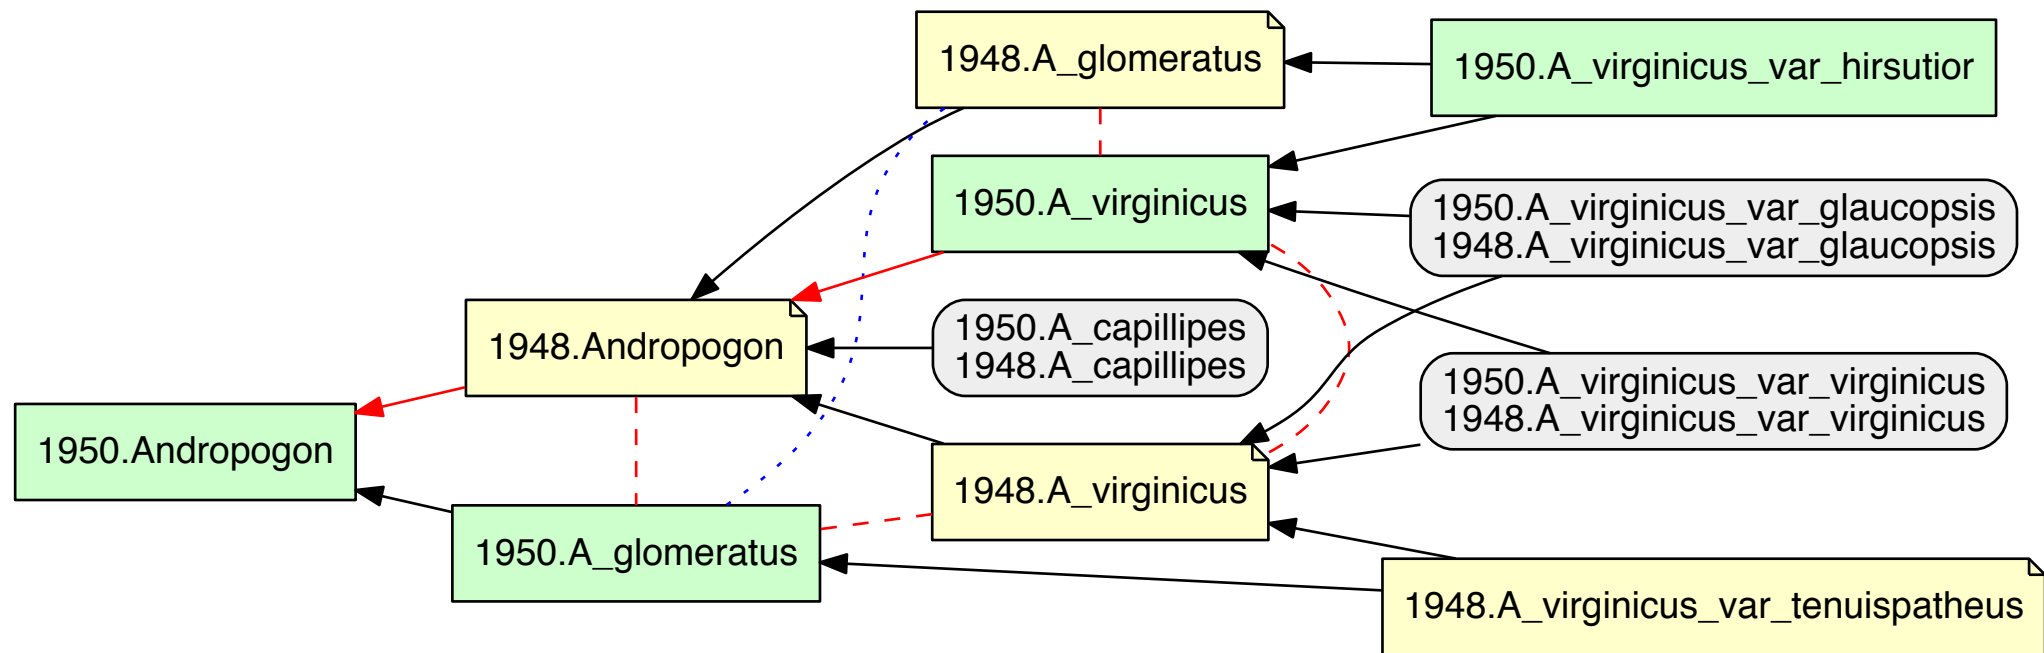 1948.A_glomeratus
1950.A_virginicus_var_hirsutior
1950.A_virginicus
1950.A_virginicus_var_glaucopsis
1948.A_virginicus_var_glaucopsis
1948.Andropogon
1950.A_capillipes
1948.A_capillipes
1950.A_virginicus_var_virginicus
1948.A_virginicus_var_virginicus
1950.Andropogon
1948.A_virginicus
1950.A_glomeratus
1948.A_virginicus_var_tenuispatheus